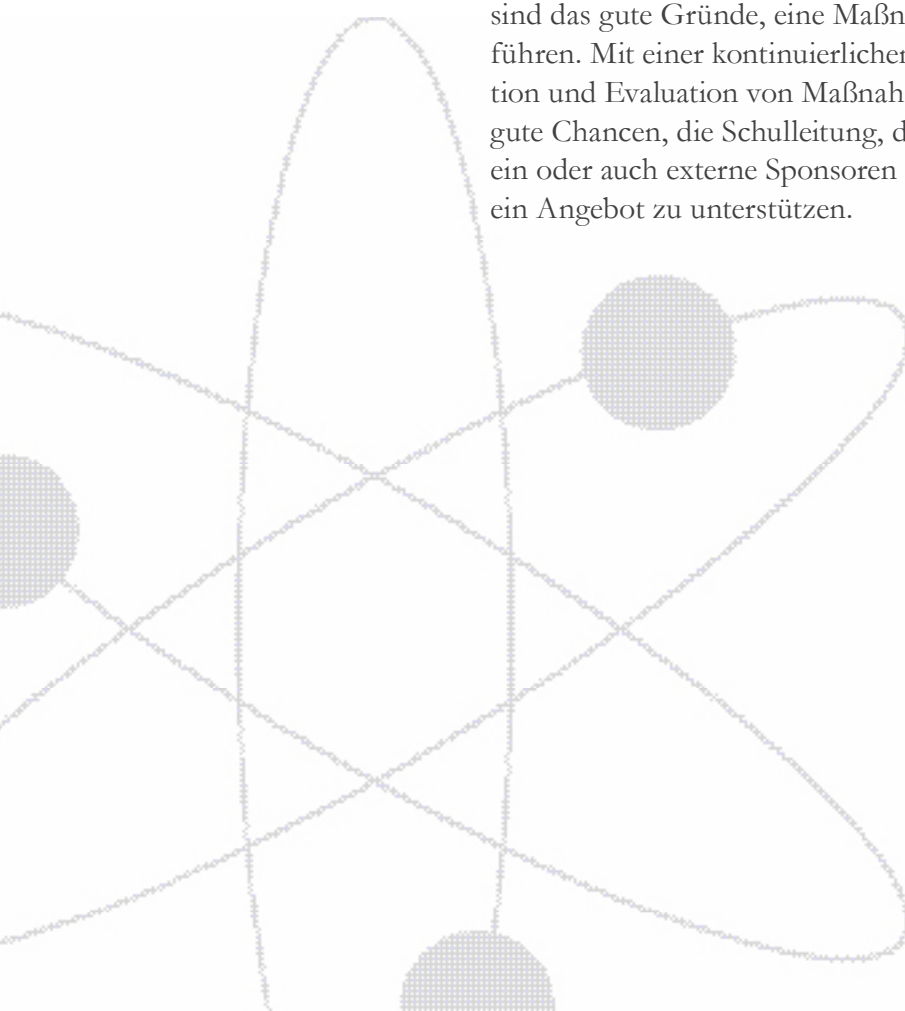 sind das gute Gründe, eine Maßn
führen. Mit einer kontinuierlichen
tion und Evaluation von Maßnah
gute Chancen, die Schulleitung, d
ein oder auch externe Sponsoren
ein Angebot zu unterstützen.